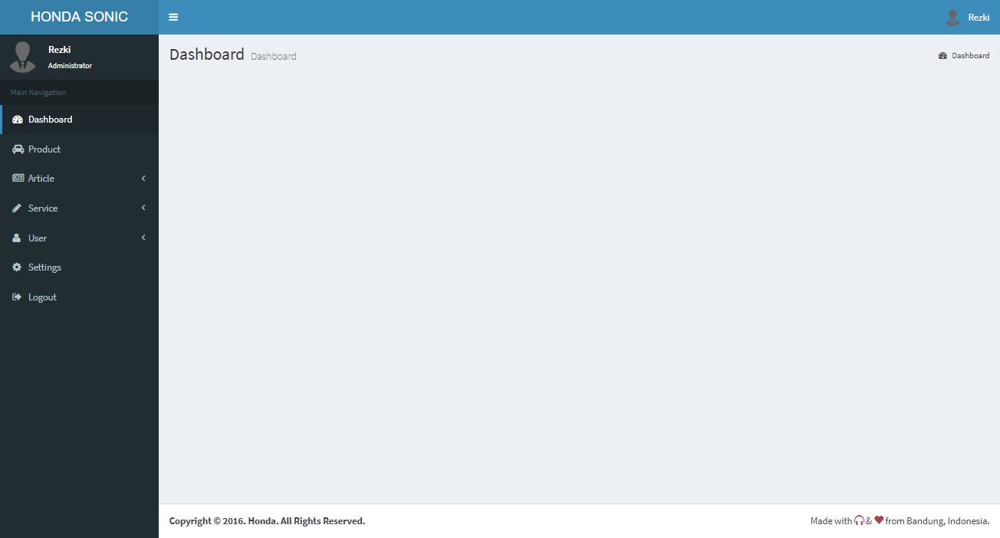 HONDA SONIC
Rezki
Rezki
Administrator
Main Navigation
Dashboard
Product
Article
Service
User
Settings
Logout
Dashboard Dashboard
Dashboard
Copyright © 2016. Honda. All Rights Reserved.
Made with & from Bandung, Indonesia.